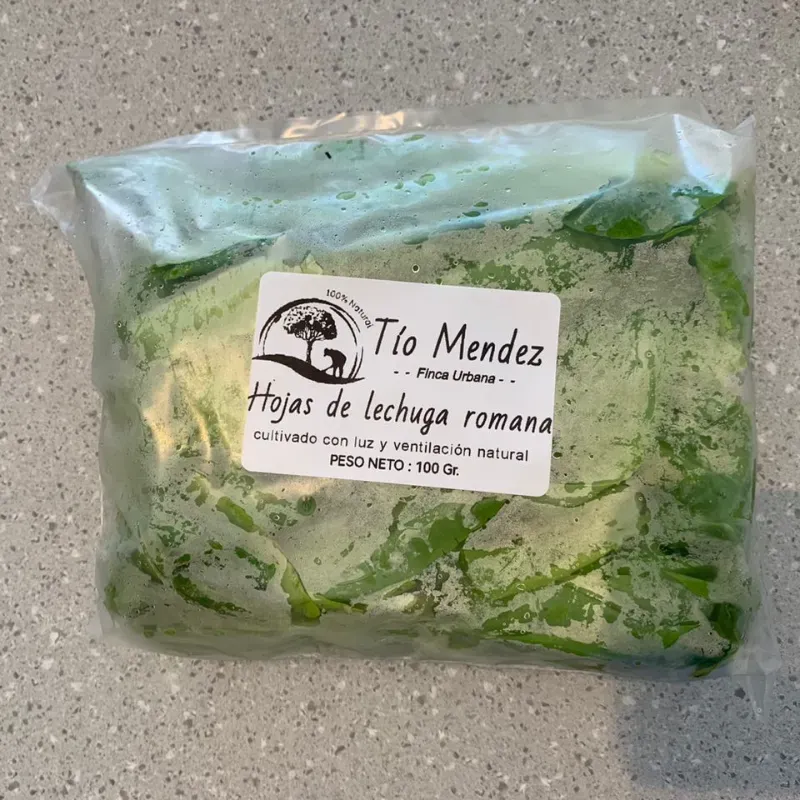 100% Natural
Tío Mendez
- - Finca Urbana - -
Hojas de lechuga romana
cultivado con luz y ventilación natural
PESO NETO : 100 Gr.